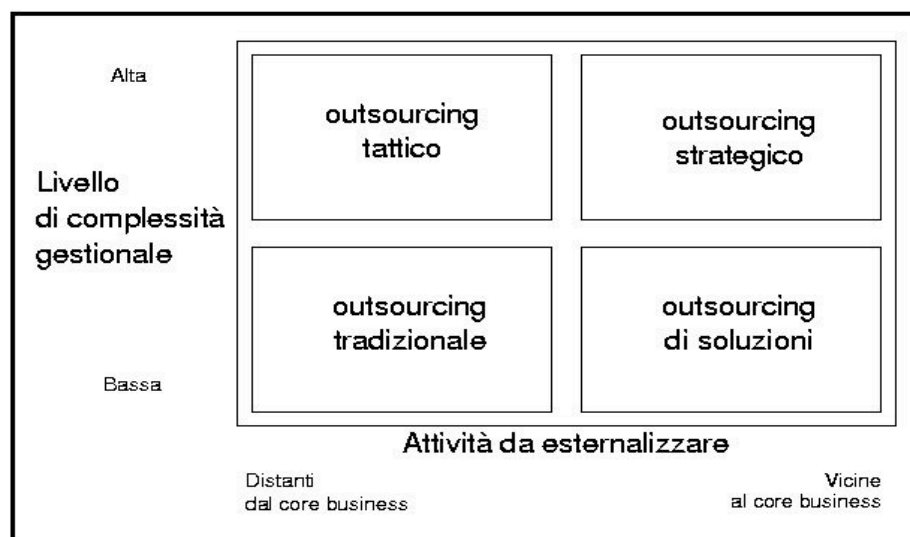 Alta
outsourcing
tattico
outsourcing
strategico
Livello
di complessità
gestionale
outsourcing
tradizionale
outsourcing
di soluzioni
Bassa
Attività da esternalizzare
Distanti
dal core business
Vicine
al core business